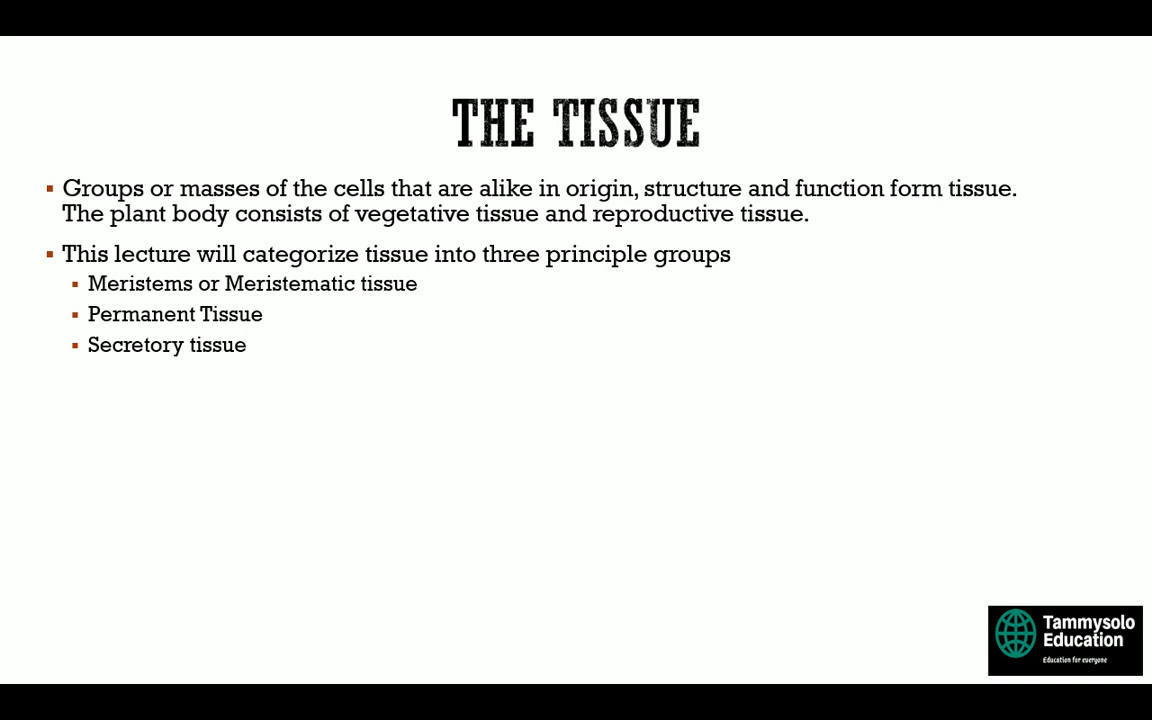 THE TISSUE
▪ Groups or masses of the cells that are alike in origin, structure and function form tissue.
The plant body consists of vegetative tissue and reproductive tissue.
▪ This lecture will categorize tissue into three principle groups
▪ Meristems or Meristematic tissue
▪ Permanent Tissue
▪ Secretory tissue
Tammysolo
Education
Education for everyone